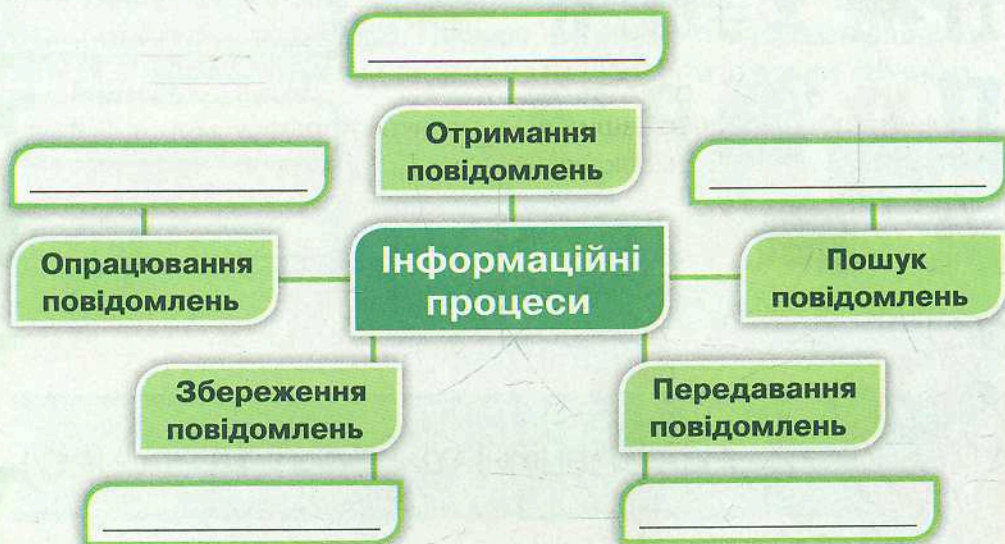 Отримання
повідомлень
Опрацювання
повідомлень
Інформаційні
процеси
Пошук
повідомлень
Збереження
повідомлень
Передавання
повідомлень